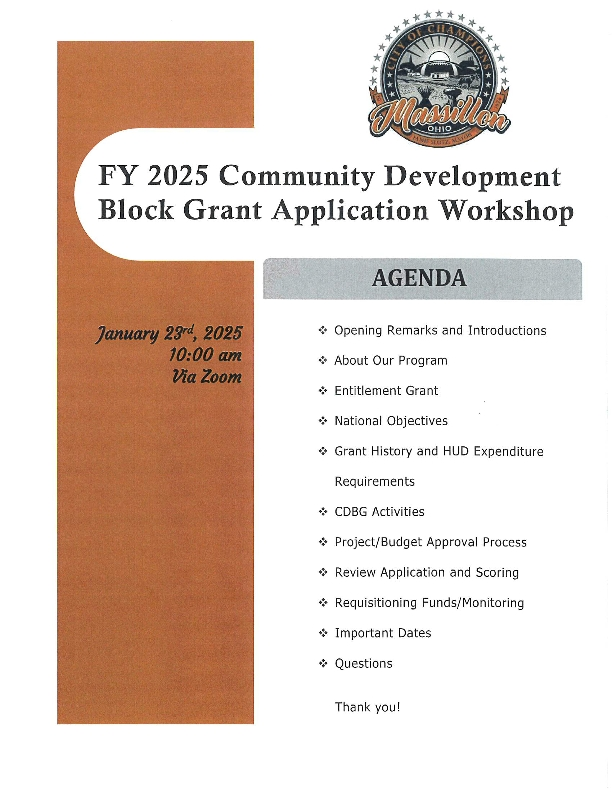 CITY OF CHAMPIONS
Massillon
OHIO
FY 2025 Community Development
Block Grant Application Workshop
AGENDA
January 23rd, 2025
10:00 am
Via Zoom
❖ Opening Remarks and Introductions
❖ About Our Program
❖ Entitlement Grant
❖ National Objectives
❖ Grant History and HUD Expenditure
Requirements
❖ CDBG Activities
❖ Project/Budget Approval Process
❖ Review Application and Scoring
❖ Requisitioning Funds/Monitoring
❖ Important Dates
❖ Questions
Thank you!